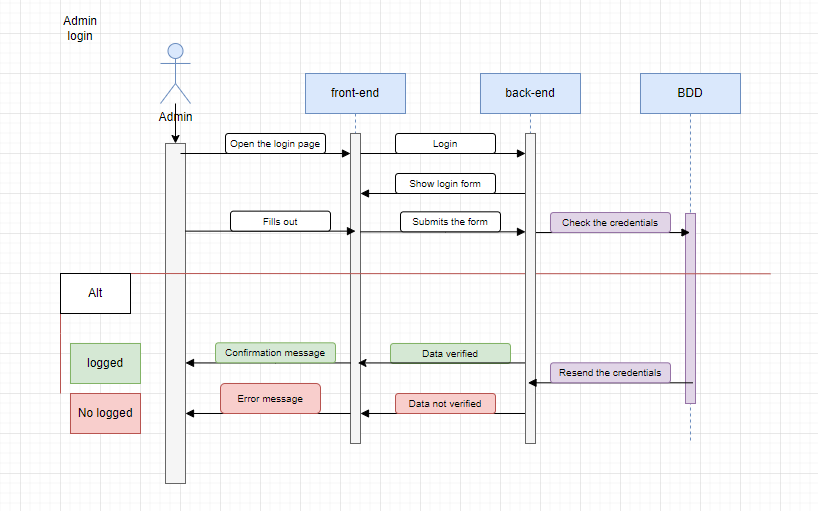 Admin
login
front-end
back-end
BDD
Admin
Open the login page
Login
Show login form
Fills out
Submits the form
Check the credentials
Alt
logged
Confirmation message
Data verified
Resend the credentials
No logged
Error message
Data not verified